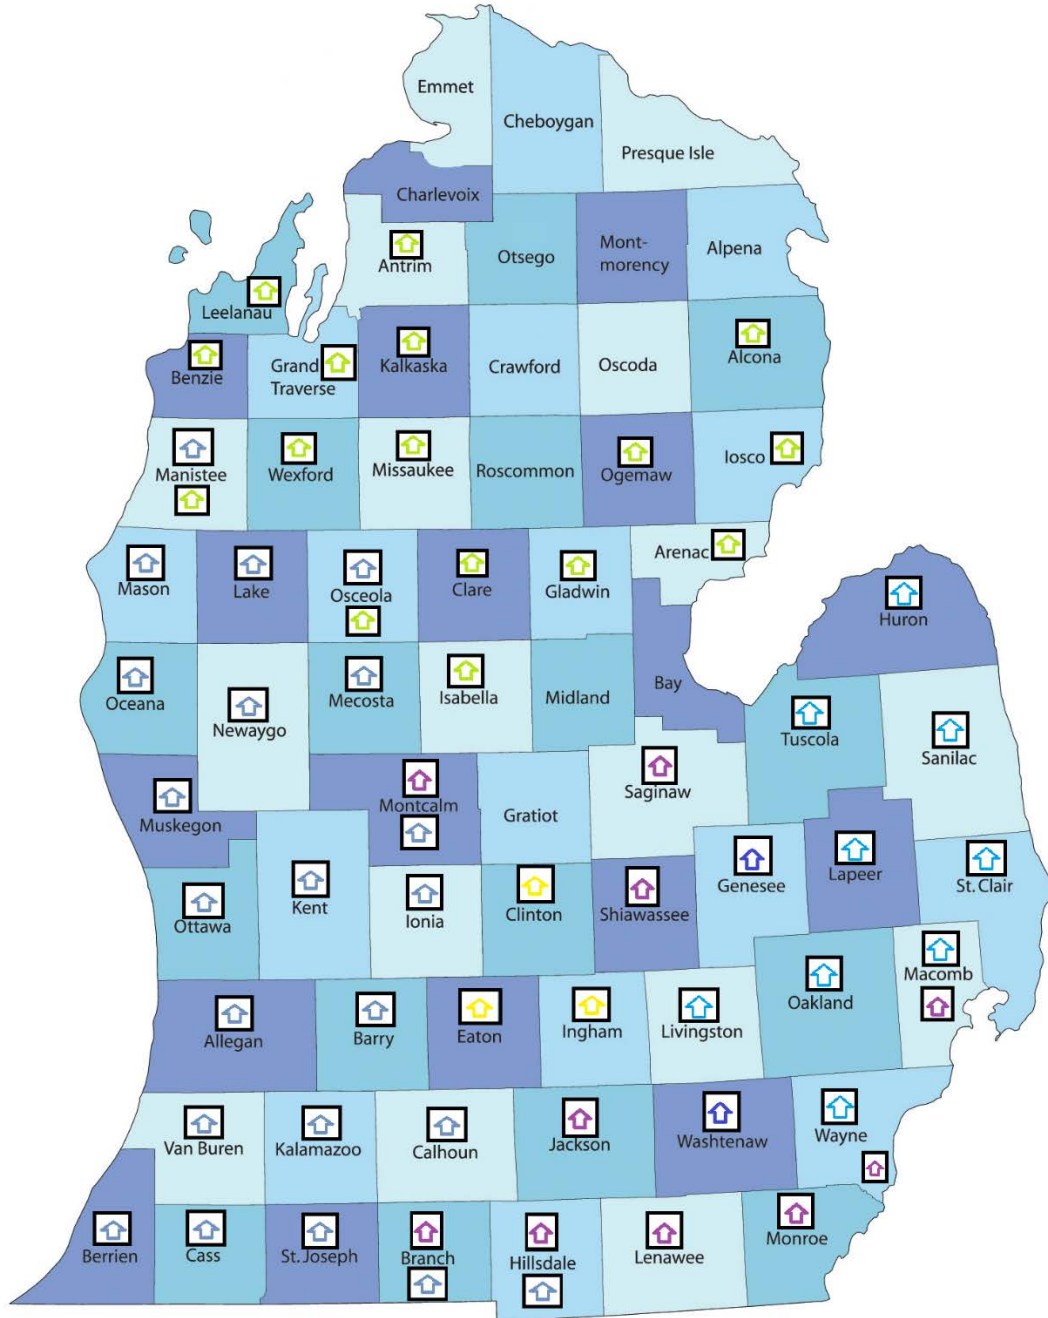 Emmet
Cheboygan
Presque Isle
Charlevoix
Antrim
Otsego
Mont-
morency
Alpena
Leelanau
Benzie
Grand
Traverse
Kalkaska
Crawford
Oscoda
Alcona
Manistee
Wexford
Missaukee
Roscommon
Ogemaw
Iosco
Mason
Lake
Osceola
Clare
Gladwin
Arenac
Huron
Oceana
Newaygo
Mecosta
Isabella
Midland
Bay
Tuscola
Sanilac
Muskegon
Montcalm
Gratiot
Saginaw
Genesee
Lapeer
St. Clair
Ottawa
Kent
Ionia
Clinton
Shiawassee
Oakland
Macomb
Allegan
Barry
Eaton
Ingham
Livingston
Van Buren
Kalamazoo
Calhoun
Jackson
Washtenaw
Wayne
Berrien
Cass
St. Joseph
Branch
Hillsdale
Lenawee
Monroe